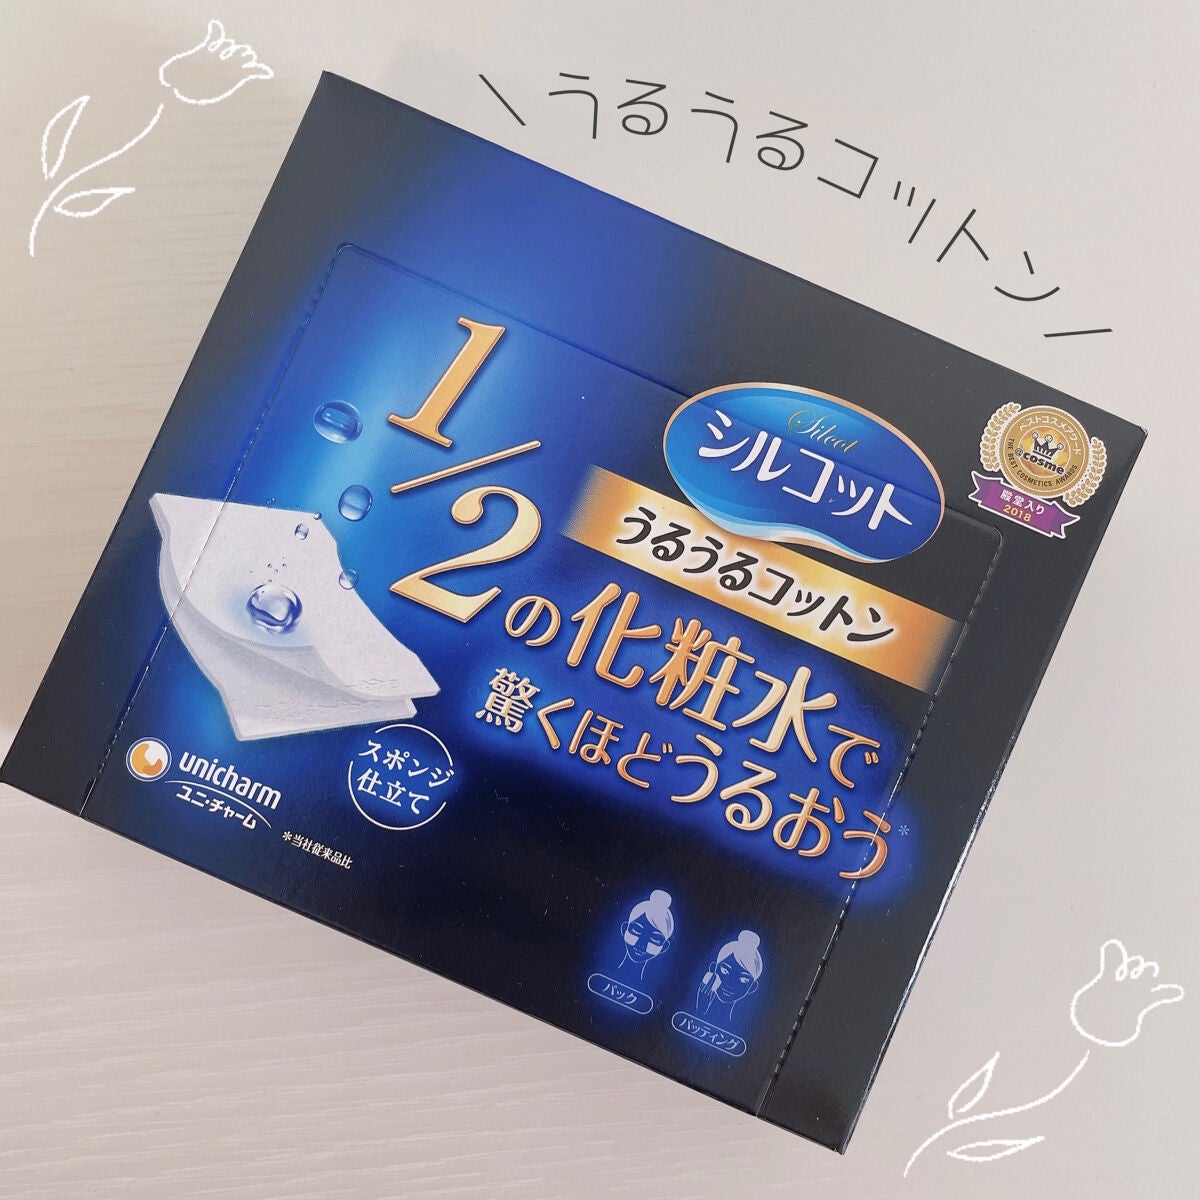 \うるうるコットン/
Silcot
シルコット
うるうるコットン
ベストコスメアワード
@cosme
THE BEST COSMETICS AWARDS
殿堂入り
2018
1/2の化粧水で
驚くほどうるおう*
スポンジ
仕立て
unicharm
ユニ・チャーム
*当社従来品比
パック
パッティング